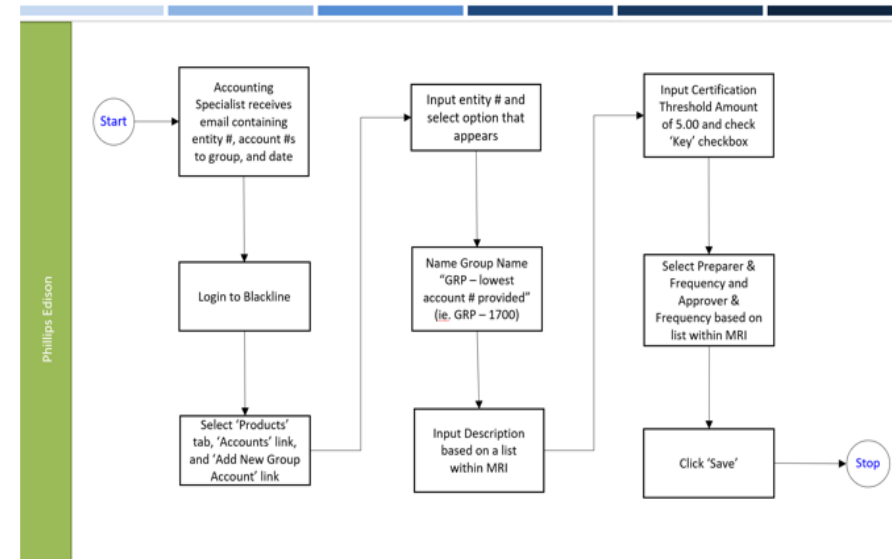 Phillips Edison
Start
Accounting
Specialist receives
email containing
entity #, account #s
to group, and date
Login to Blackline
Select ‘Products’
tab, ‘Accounts’ link,
and ‘Add New Group
Account’ link
Input entity # and
select option that
appears
Name Group Name
“GRP – lowest
account # provided”
(ie. GRP – 1700)
Input Description
based on a list
within MRI
Input Certification
Threshold Amount
of 5.00 and check
‘Key’ checkbox
Select Preparer &
Frequency and
Approver &
Frequency based on
list within MRI
Click ‘Save’
Stop